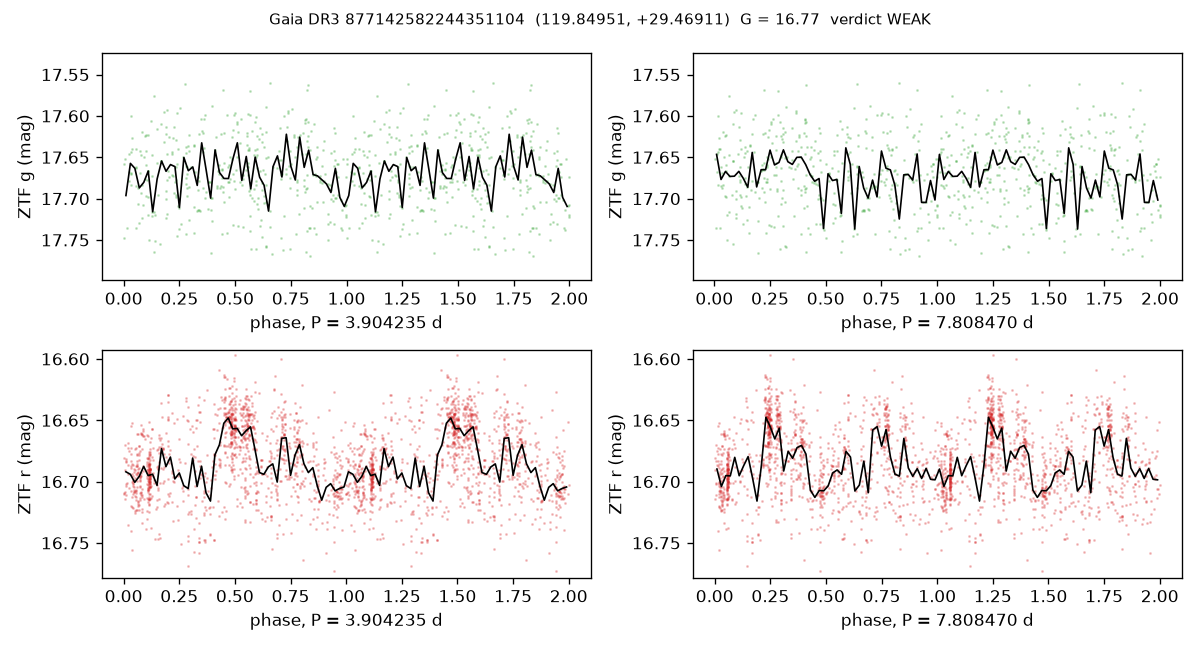 Gaia DR3 877142582244351104  (119.84951, +29.46911)  G = 16.77  verdict WEAK
ZTF g (mag)
17.55
17.60
17.65
17.70
17.75
0.00 0.25 0.50 0.75 1.00 1.25 1.50 1.75 2.00
phase, P = 3.904235 d
ZTF g (mag)
17.55
17.60
17.65
17.70
17.75
0.00 0.25 0.50 0.75 1.00 1.25 1.50 1.75 2.00
phase, P = 7.808470 d
ZTF r (mag)
16.60
16.65
16.70
16.75
0.00 0.25 0.50 0.75 1.00 1.25 1.50 1.75 2.00
phase, P = 3.904235 d
ZTF r (mag)
16.60
16.65
16.70
16.75
0.00 0.25 0.50 0.75 1.00 1.25 1.50 1.75 2.00
phase, P = 7.808470 d